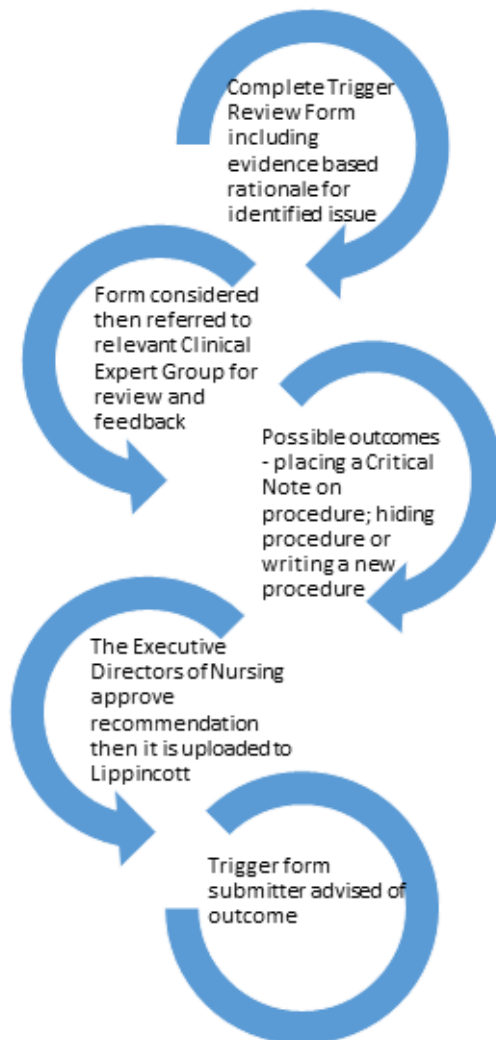 Complete Trigger
Review Form
including
evidence based
rationale for
identified issue
Form considered
then referred to
relevant Clinical
Expert Group for
review and
feedback
Possible outcomes
- placing a Critical
Note on
procedure; hiding
procedure or
writing a new
procedure
The Executive
Directors of Nursing
approve
recommendation
then it is uploaded to
Lippincott
Trigger form
submitter advised of
outcome